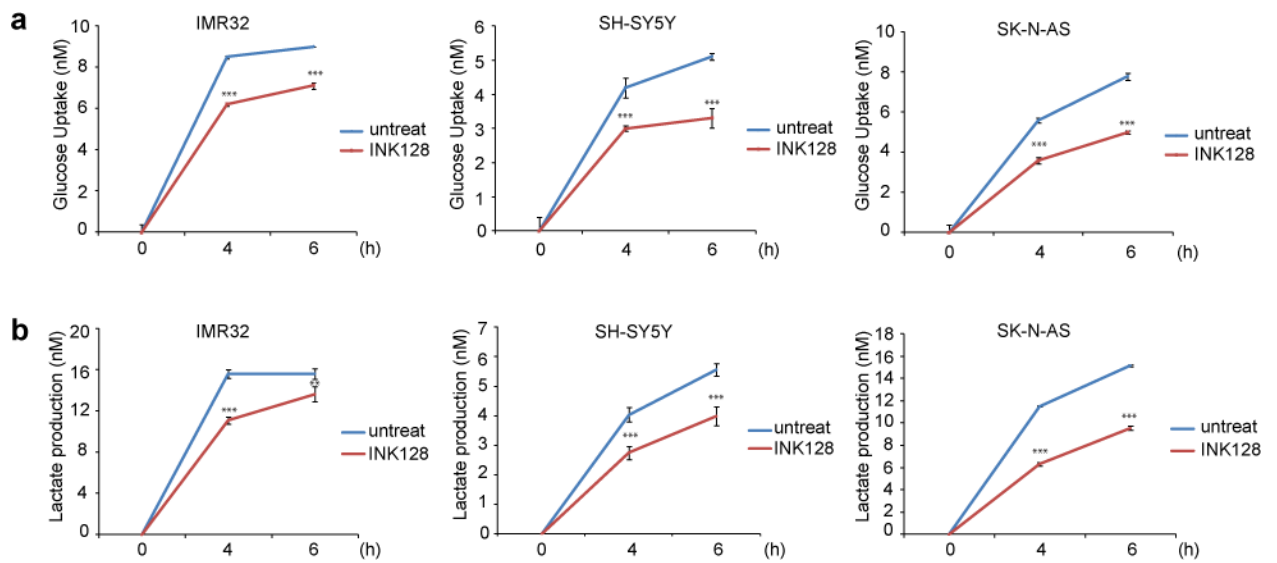 a
IMR32
Glucose Uptake (nM)
10
8
6
4
2
0
***
***
untreat
INK128
0 4 6 (h)
SH-SY5Y
Glucose Uptake (nM)
6
5
4
3
2
1
0
***
***
untreat
INK128
0 4 6 (h)
SK-N-AS
Glucose Uptake (nM)
10
8
6
4
2
0
***
***
untreat
INK128
0 4 6 (h)
b
IMR32
Lactate production (nM)
20
16
12
8
4
0
***
untreat
INK128
0 4 6 (h)
SH-SY5Y
Lactate production (nM)
7
6
5
4
3
2
1
0
***
***
untreat
INK128
0 4 6 (h)
SK-N-AS
Lactate production (nM)
18
16
14
12
10
8
6
4
2
0
***
***
untreat
INK128
0 4 6 (h)